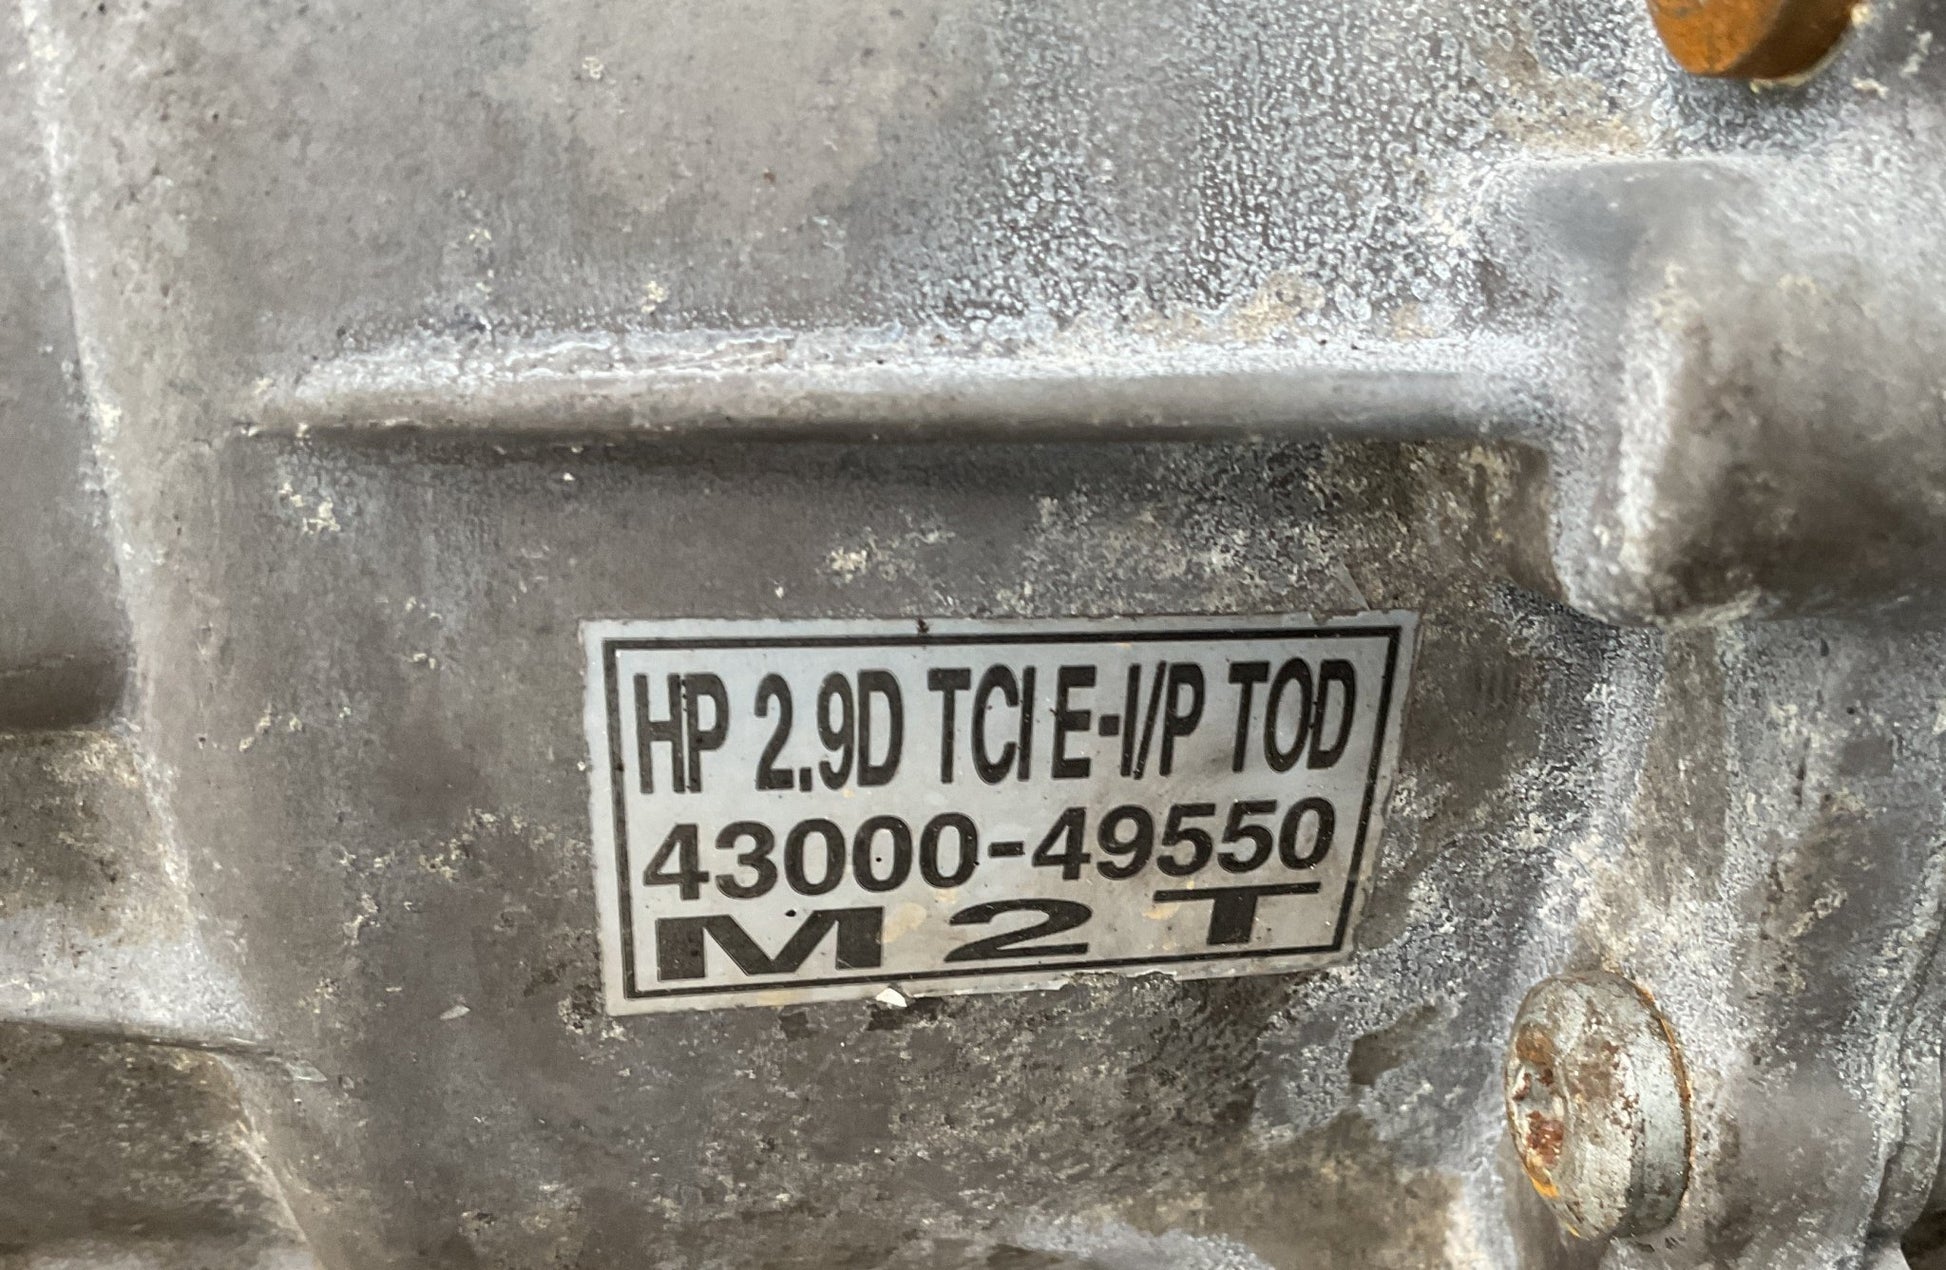 HP 2.9D TCI E-I/P TOD
43000-49550
M2T